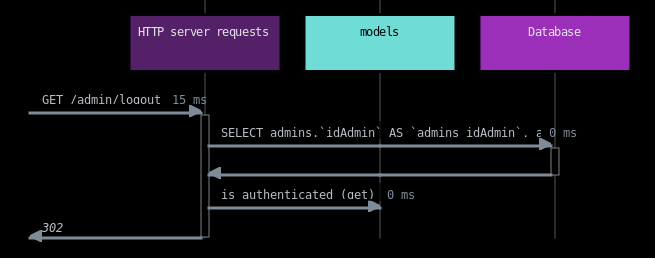 HTTP server requests
models
Database
GET /admin/logout 15 ms
SELECT admins.`idAdmin` AS `admins idAdmin`. a 0 ms
is authenticated (get) 0 ms
302